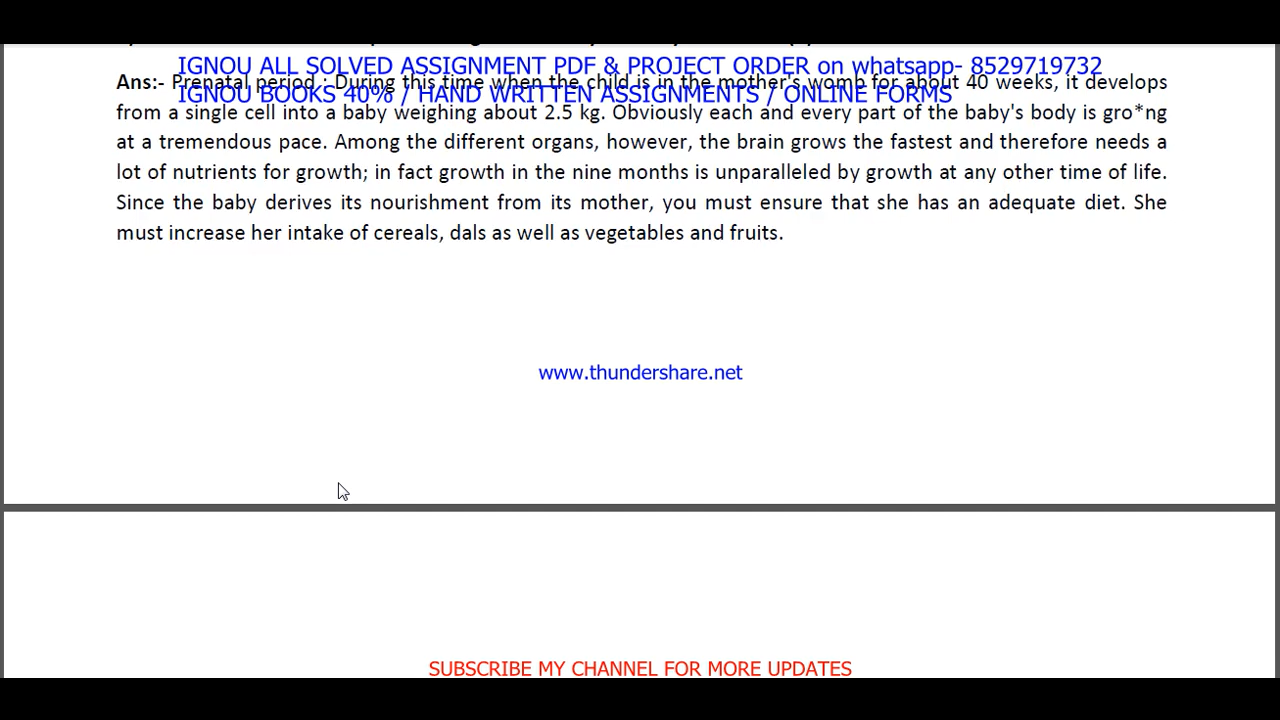 IGNOU ALL SOLVED ASSIGNMENT PDF & PROJECT ORDER on whatsapp- 8529719732
Ans:- Prenatal period : During this time when the child is in the mother's womb for about 40 weeks, it develops
IGNOU BOOKS 40% / HAND WRITTEN ASSIGNMENTS / ONLINE FORMS
from a single cell into a baby weighing about 2.5 kg. Obviously each and every part of the baby's body is gro*ng
at a tremendous pace. Among the different organs, however, the brain grows the fastest and therefore needs a
lot of nutrients for growth; in fact growth in the nine months is unparalleled by growth at any other time of life.
Since the baby derives its nourishment from its mother, you must ensure that she has an adequate diet. She
must increase her intake of cereals, dals as well as vegetables and fruits.
www.thundershare.net
SUBSCRIBE MY CHANNEL FOR MORE UPDATES